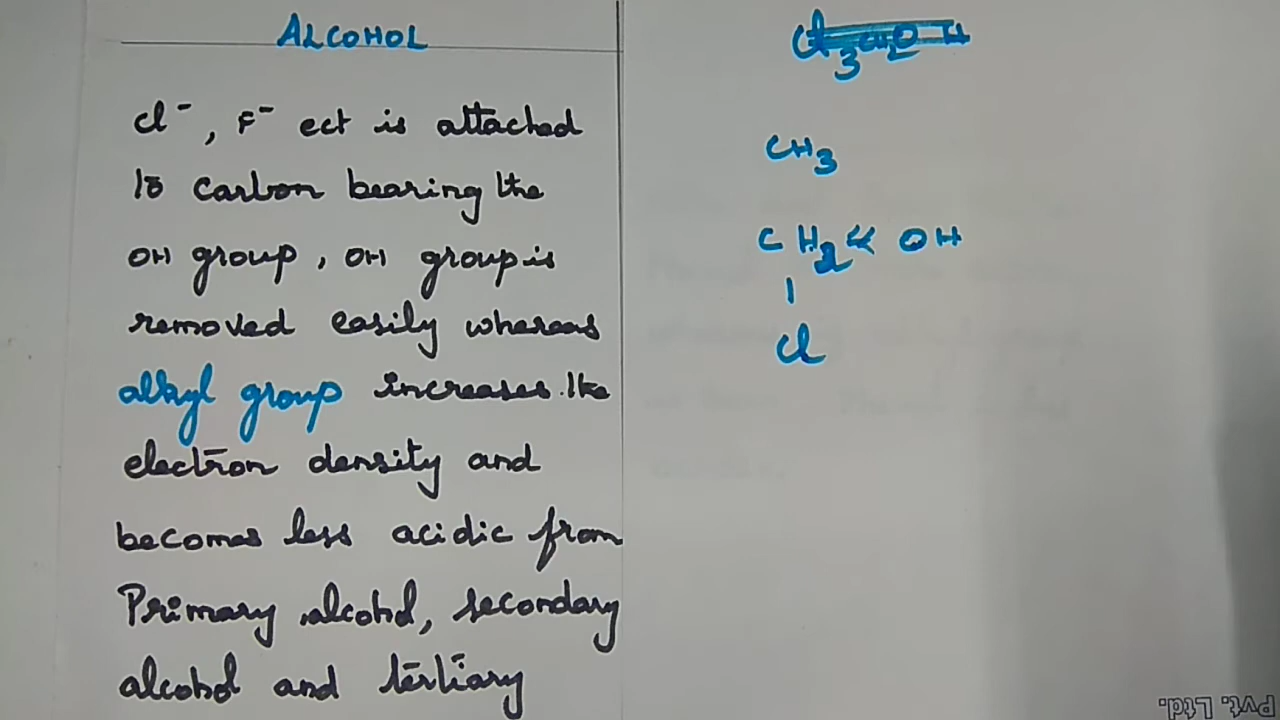 ALCOHOL
Cl⁻, F⁻ ect is attached
to carbon bearing the
OH group, OH group is
removed easily whereas
alkyl group increases the
electron density and
becomes less acidic from
Primary alcohol, secondary
alcohol and tertiary
CH3
CH2 < OH
Cl
Pvt. Ltd.